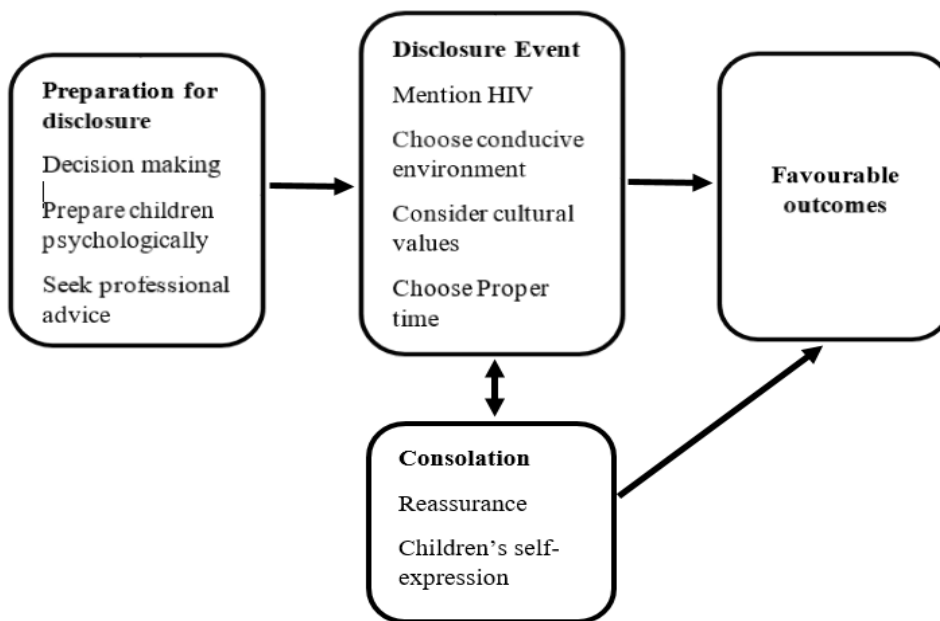 Preparation for
disclosure
Decision making
Prepare children
psychologically
Seek professional
advice
Disclosure Event
Mention HIV
Choose conducive
environment
Consider cultural
values
Choose Proper
time
Favourable
outcomes
Consolation
Reassurance
Children’s self-
expression